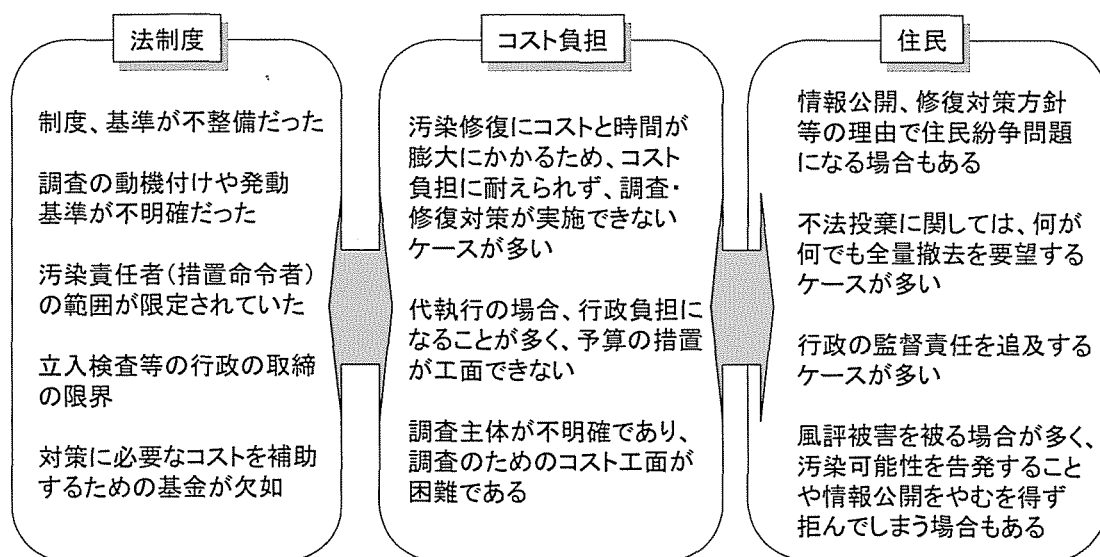 法制度
制度、基準が不整備だった
調査の動機付けや発動
基準が不明確だった
汚染責任者(措置命令者)
の範囲が限定されていた
立入検査等の行政の取締
の限界
対策に必要なコストを補助
するための基金が欠如
コスト負担
汚染修復にコストと時間が
膨大にかかるため、コスト
負担に耐えられず、調査・
修復対策が実施できない
ケースが多い
代執行の場合、行政負担に
なることが多く、予算の措置
が工面できない
調査主体が不明確であり、
調査のためのコスト工面が
困難である
住民
情報公開、修復対策方針
等の理由で住民紛争問題
になる場合もある
不法投棄に関しては、何が
何でも全量撤去を要望する
ケースが多い
行政の監督責任を追及する
ケースが多い
風評被害を被る場合が多く、
汚染可能性を告発すること
や情報公開をやむを得ず
拒んでしまう場合もある